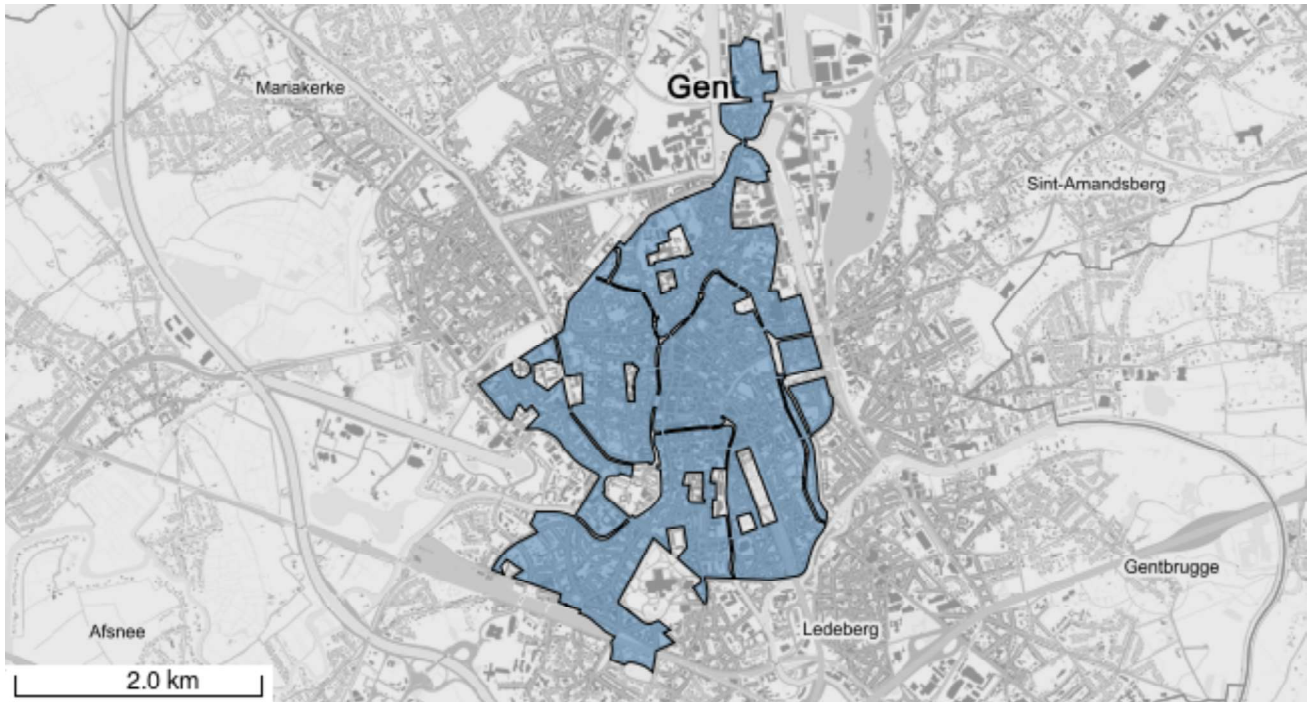 Gent
Mariakerke
Sint-Amandsberg
Gentbrugge
Afsnee
Ledeberg
2.0 km